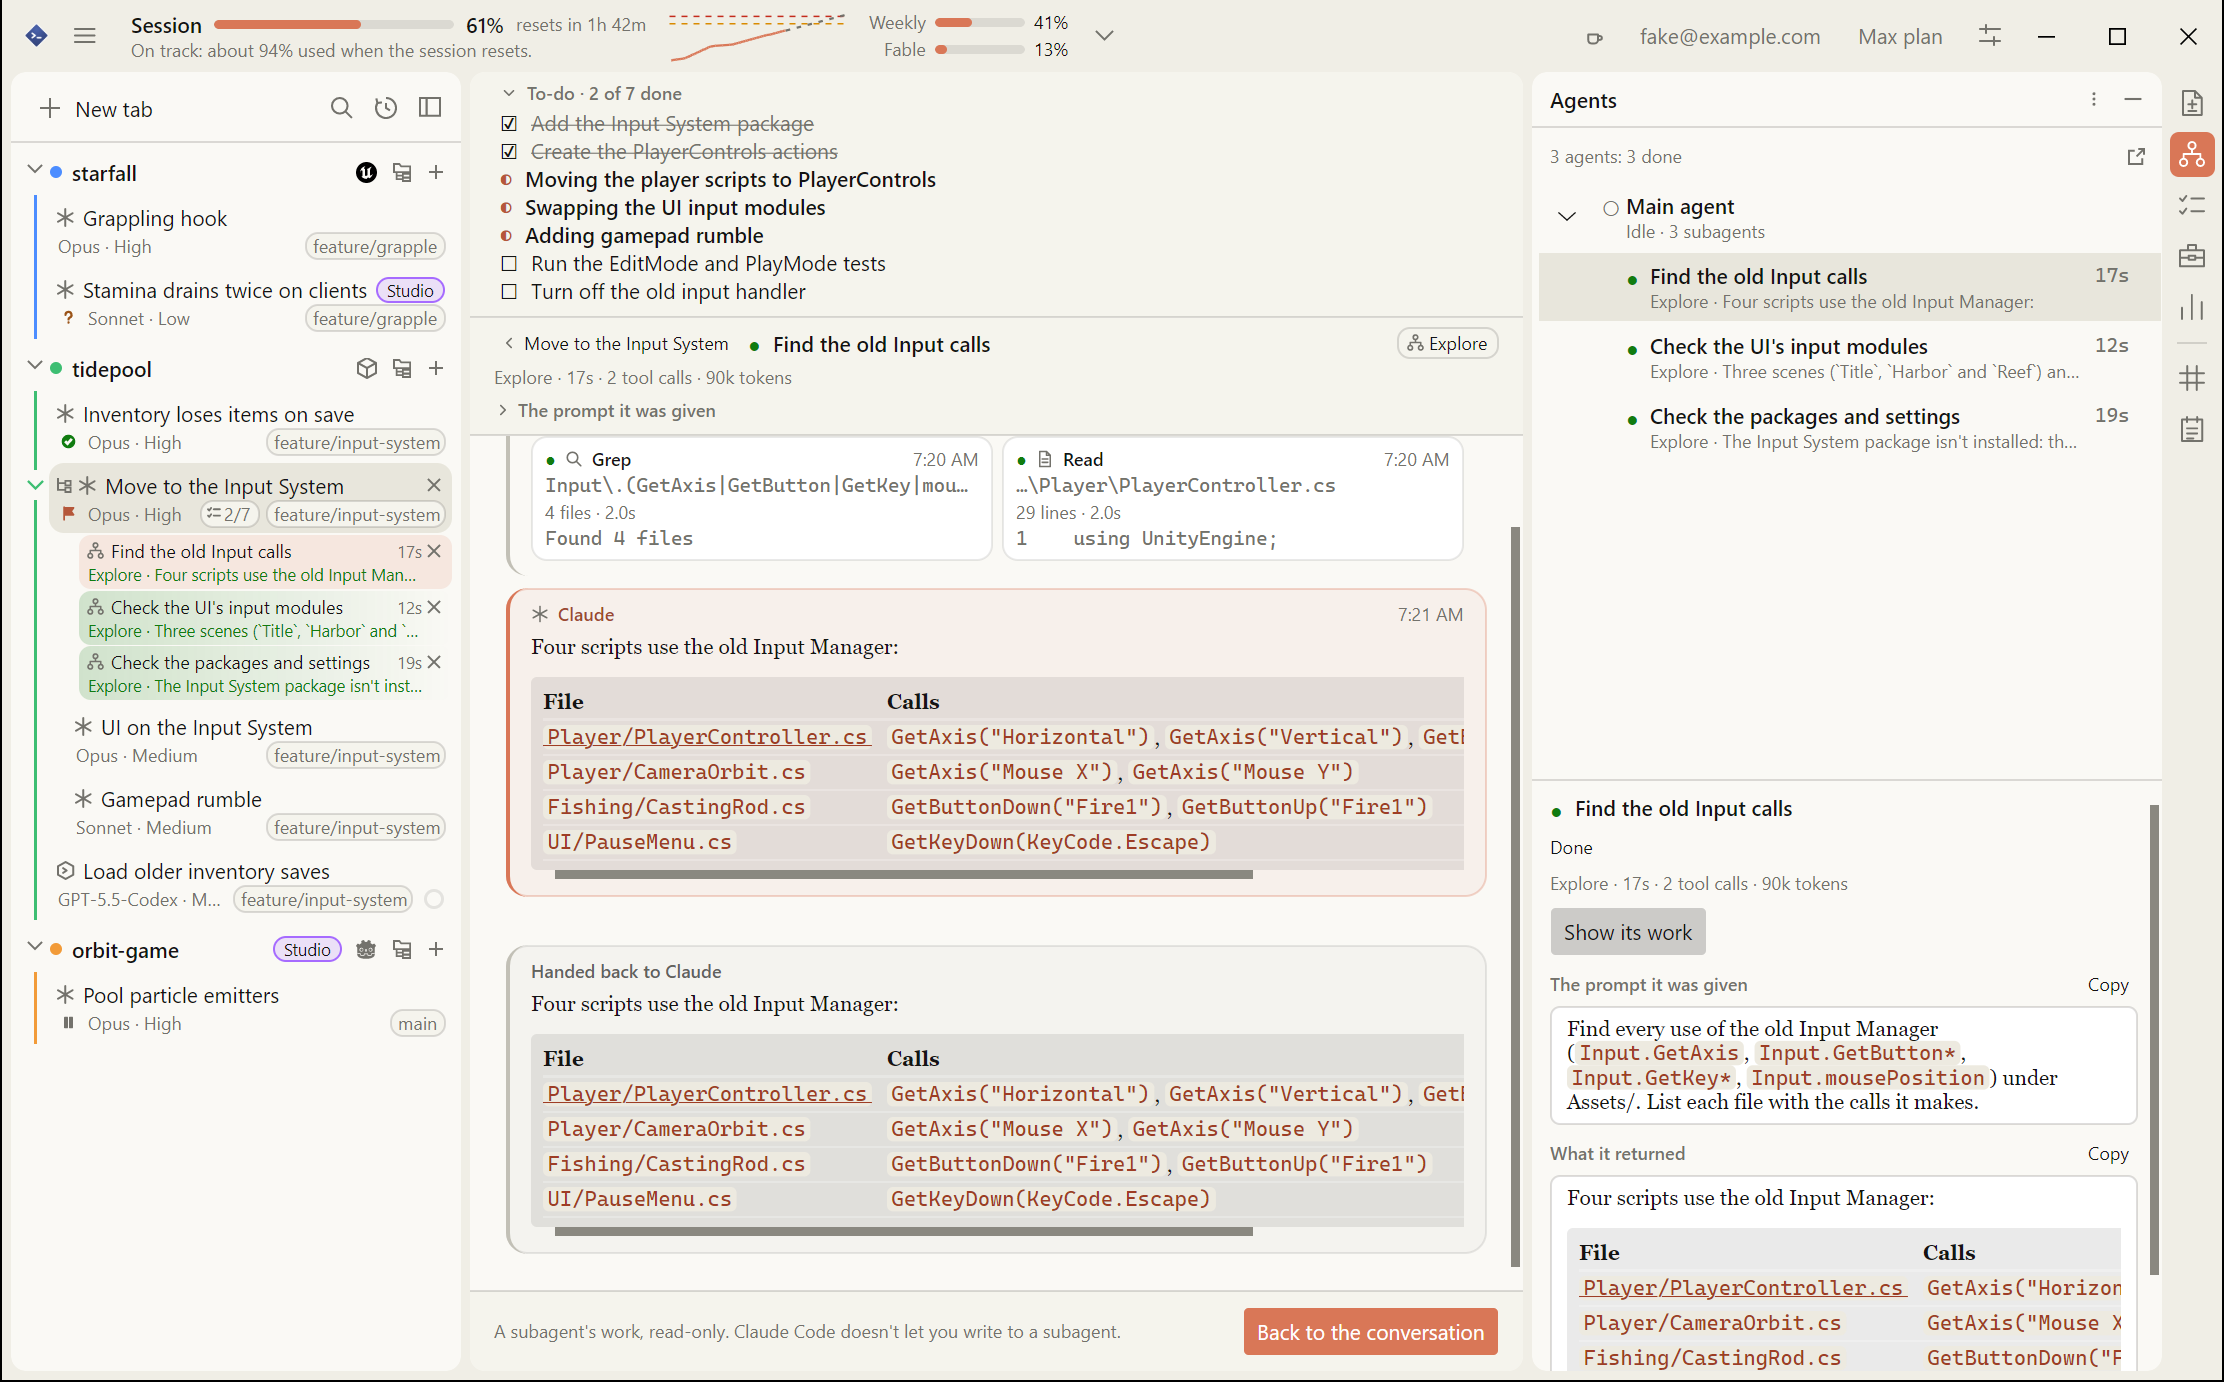 Session 61% resets in 1h 42m
On track: about 94% used when the session resets.
Weekly 41%
Fable 13%
fake@example.com Max plan
New tab
starfall
Grappling hook
Opus · High feature/grapple
Stamina drains twice on clients Studio
? Sonnet · Low feature/grapple
tidepool
Inventory loses items on save
Opus · High feature/input-system
Move to the Input System
Opus · High 2/7 feature/input-system
Find the old Input calls 17s
Explore · Four scripts use the old Input Man...
Check the UI's input modules 12s
Explore · Three scenes (`Title`, `Harbor` and `...
Check the packages and settings 19s
Explore · The Input System package isn't inst...
UI on the Input System
Opus · Medium feature/input-system
Gamepad rumble
Sonnet · Medium feature/input-system
Load older inventory saves
GPT-5.5-Codex · M... feature/input-system
orbit-game Studio
Pool particle emitters
Opus · High main
To-do · 2 of 7 done
Add the Input System package
Create the PlayerControls actions
Moving the player scripts to PlayerControls
Swapping the UI input modules
Adding gamepad rumble
Run the EditMode and PlayMode tests
Turn off the old input handler
Move to the Input System Find the old Input calls Explore
Explore · 17s · 2 tool calls · 90k tokens
The prompt it was given
Grep 7:20 AM
Input\.(GetAxis|GetButton|GetKey|mou…
4 files · 2.0s
Found 4 files
Read 7:20 AM
…\Player\PlayerController.cs
29 lines · 2.0s
1 using UnityEngine;
Claude 7:21 AM
Four scripts use the old Input Manager:
File Calls
Player/PlayerController.cs GetAxis("Horizontal"), GetAxis("Vertical"), GetB
Player/CameraOrbit.cs GetAxis("Mouse X"), GetAxis("Mouse Y")
Fishing/CastingRod.cs GetButtonDown("Fire1"), GetButtonUp("Fire1")
UI/PauseMenu.cs GetKeyDown(KeyCode.Escape)
Handed back to Claude
Four scripts use the old Input Manager:
File Calls
Player/PlayerController.cs GetAxis("Horizontal"), GetAxis("Vertical"), GetB
Player/CameraOrbit.cs GetAxis("Mouse X"), GetAxis("Mouse Y")
Fishing/CastingRod.cs GetButtonDown("Fire1"), GetButtonUp("Fire1")
UI/PauseMenu.cs GetKeyDown(KeyCode.Escape)
A subagent's work, read-only. Claude Code doesn't let you write to a subagent. Back to the conversation
Agents
3 agents: 3 done
Main agent
Idle · 3 subagents
Find the old Input calls 17s
Explore · Four scripts use the old Input Manager:
Check the UI's input modules 12s
Explore · Three scenes (`Title`, `Harbor` and `Reef`) an...
Check the packages and settings 19s
Explore · The Input System package isn't installed: th...
Find the old Input calls
Done
Explore · 17s · 2 tool calls · 90k tokens
Show its work
The prompt it was given Copy
Find every use of the old Input Manager
(Input.GetAxis, Input.GetButton*,
Input.GetKey*, Input.mousePosition) under
Assets/. List each file with the calls it makes.
What it returned Copy
Four scripts use the old Input Manager:
File Calls
Player/PlayerController.cs GetAxis("Horizon
Player/CameraOrbit.cs GetAxis("Mouse X
Fishing/CastingRod.cs GetButtonDown("F